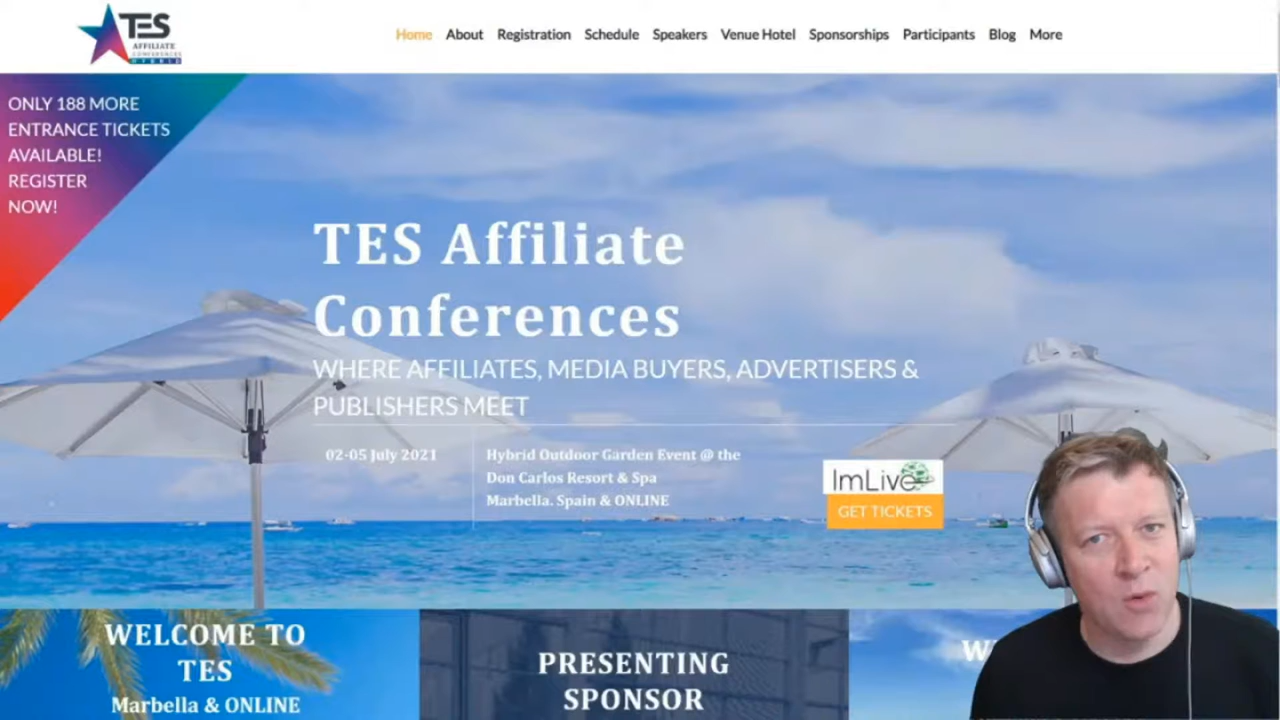 TES
AFFILIATE
CONFERENCES
HYBRID
Home About Registration Schedule Speakers Venue Hotel Sponsorships Participants Blog More
ONLY 188 MORE
ENTRANCE TICKETS
AVAILABLE!
REGISTER
NOW!
TES Affiliate
Conferences
WHERE AFFILIATES, MEDIA BUYERS, ADVERTISERS &
PUBLISHERS MEET
02-05 July 2021
Hybrid Outdoor Garden Event @ the
Don Carlos Resort & Spa
Marbella. Spain & ONLINE
ImLive
GET TICKETS
WELCOME TO
TES
Marbella & ONLINE
PRESENTING
SPONSOR